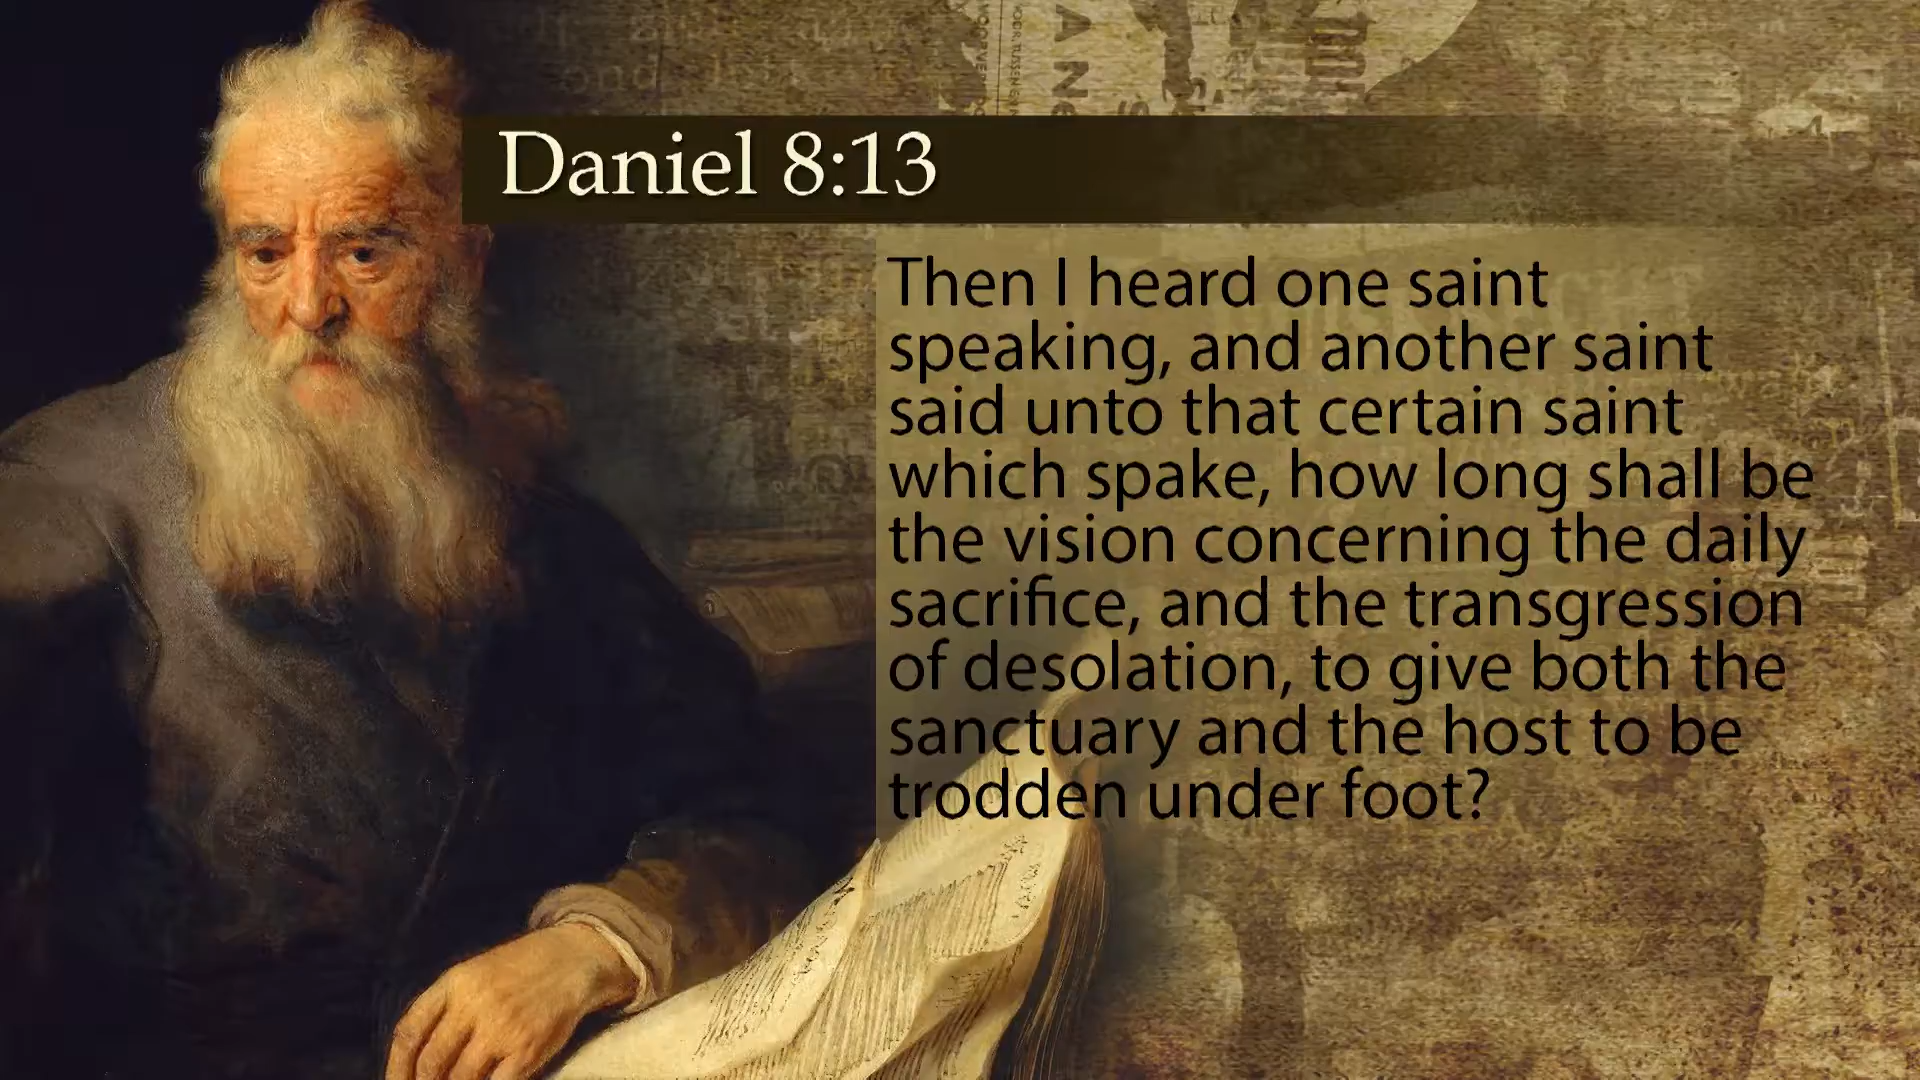 Daniel 8:13
Then I heard one saint
speaking, and another saint
said unto that certain saint
which spake, how long shall be
the vision concerning the daily
sacrifice, and the transgression
of desolation, to give both the
sanctuary and the host to be
trodden under foot?